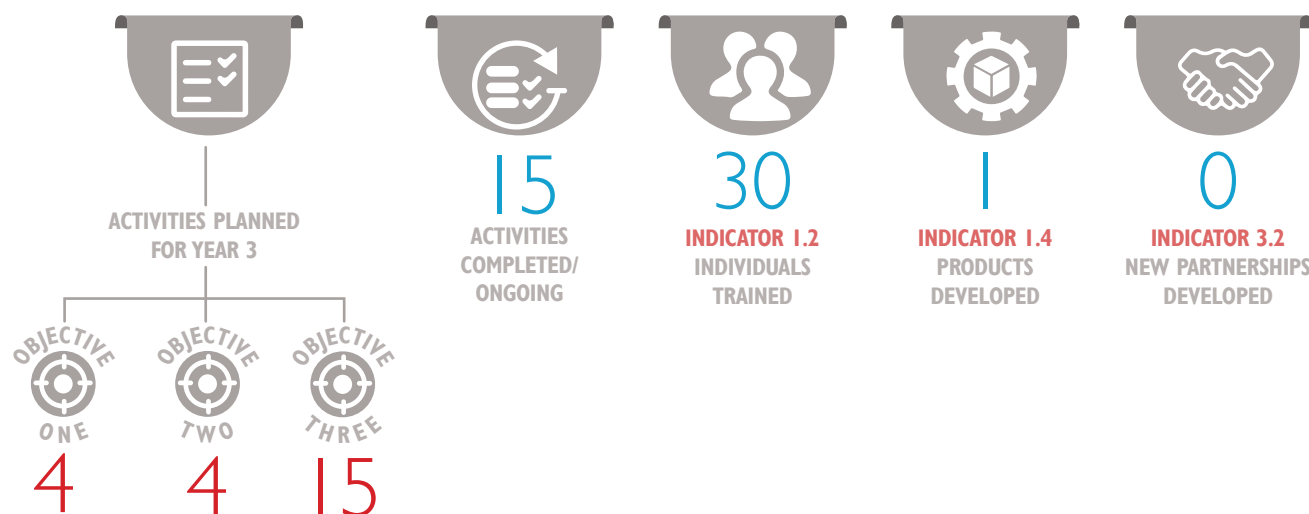 ACTIVITIES PLANNED
FOR YEAR 3
OBJECTIVE
ONE
4
OBJECTIVE
TWO
4
OBJECTIVE
THREE
15
15
ACTIVITIES
COMPLETED/
ONGOING
30
INDICATOR 1.2
INDIVIDUALS
TRAINED
1
INDICATOR 1.4
PRODUCTS
DEVELOPED
0
INDICATOR 3.2
NEW PARTNERSHIPS
DEVELOPED